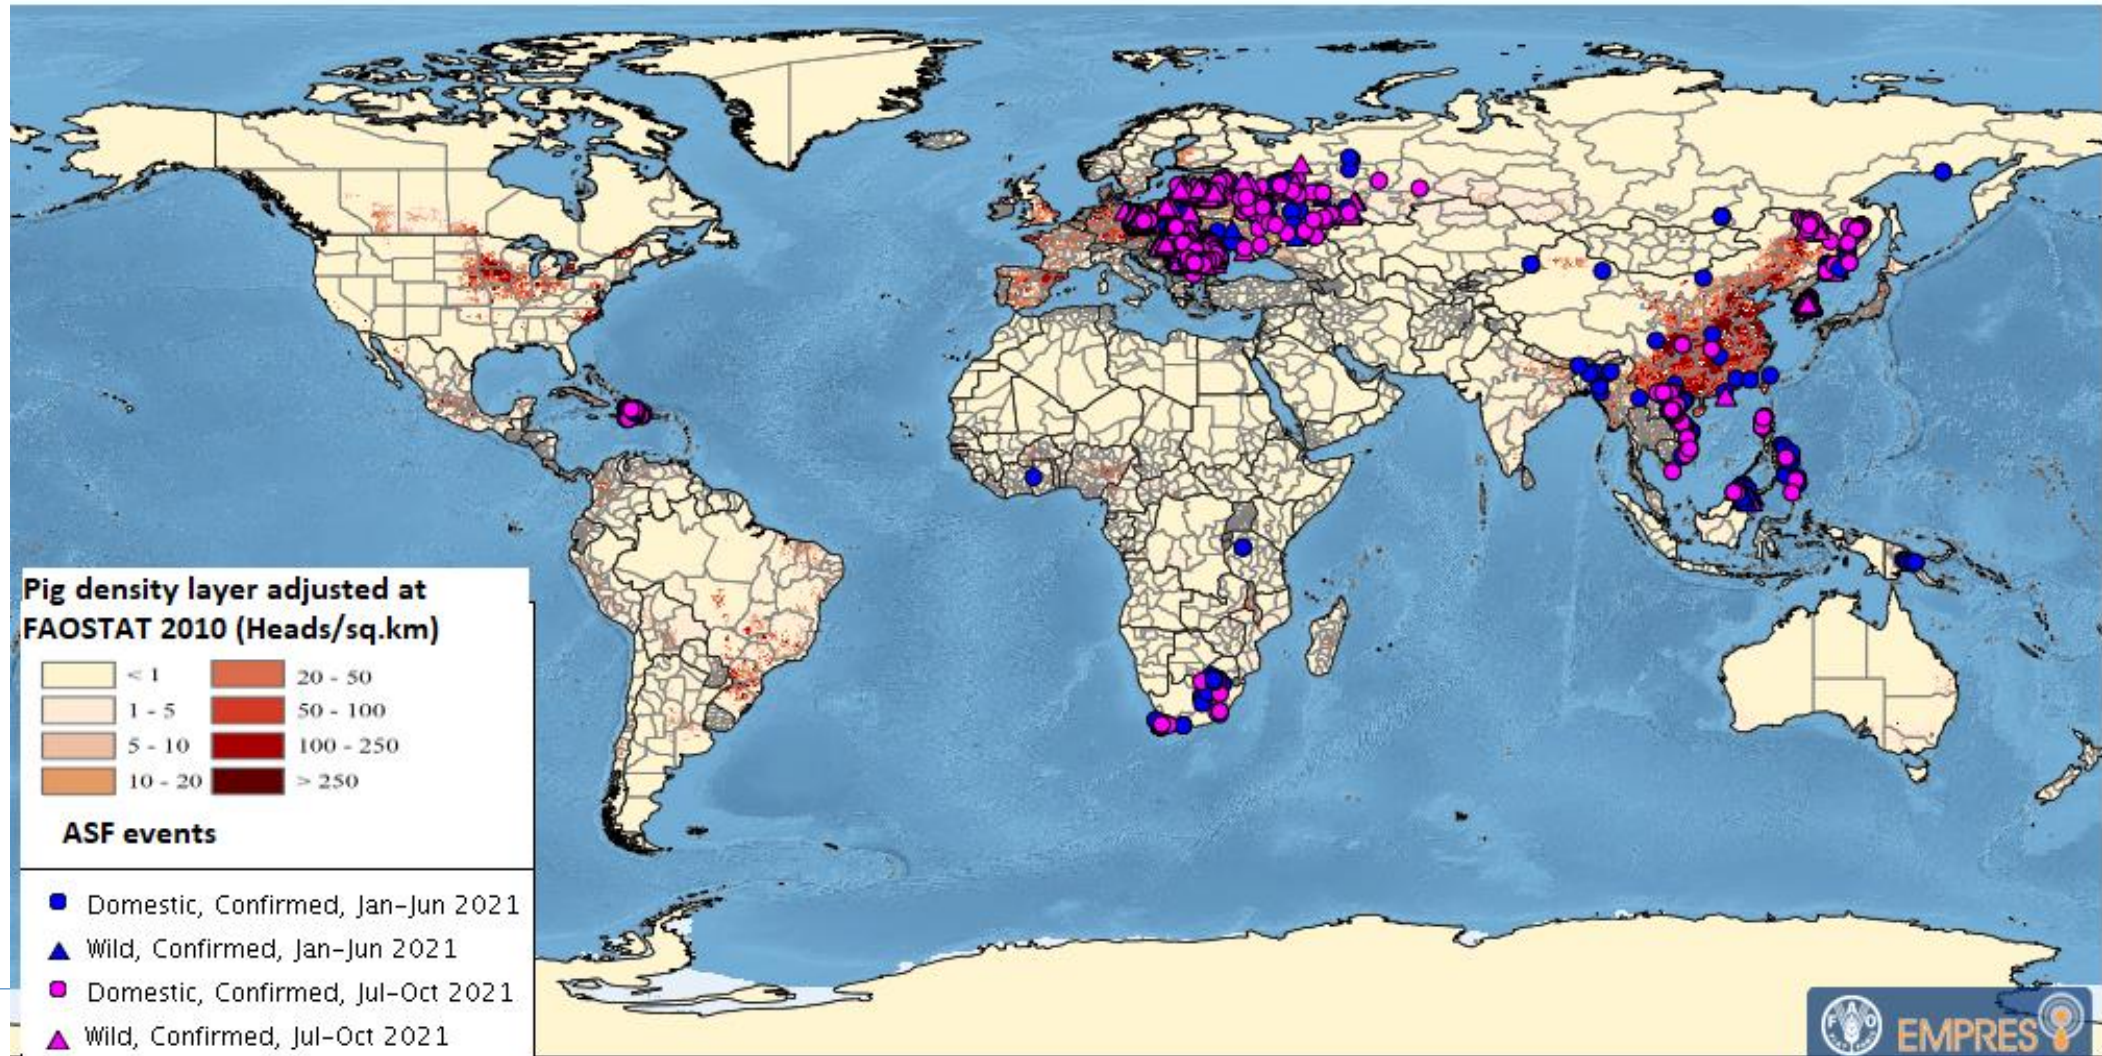 Pig density layer adjusted at
FAOSTAT 2010 (Heads/sq.km)
< 1
20 - 50
1 - 5
50 - 100
5 - 10
100 - 250
10 - 20
> 250
ASF events
Domestic, Confirmed, Jan-Jun 2021
Wild, Confirmed, Jan-Jun 2021
Domestic, Confirmed, Jul-Oct 2021
Wild, Confirmed, Jul-Oct 2021
FAO
EMPRES